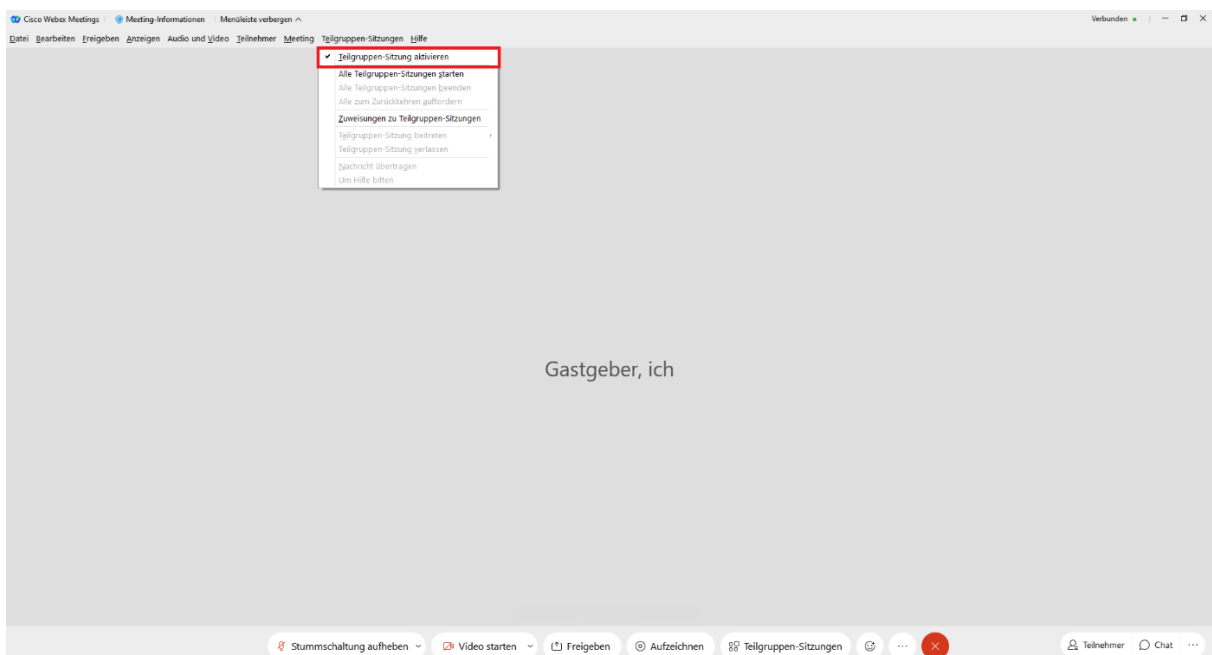 Cisco Webex Meetings Meeting-Informationen Menüleiste verbergen Verbunden
Datei Bearbeiten Freigeben Anzeigen Audio und Video Teilnehmer Meeting Teilgruppen-Sitzungen Hilfe
Teilgruppen-Sitzung aktivieren
Alle Teilgruppen-Sitzungen starten
Alle Teilgruppen-Sitzungen beenden
Alle zum Zurückkehren auffordern
Zuweisungen zu Teilgruppen-Sitzungen
Teilgruppen-Sitzung beitreten
Teilgruppen-Sitzung verlassen
Nachricht übertragen
Um Hilfe bitten
Gastgeber, ich
Stummschaltung aufheben Video starten Freigeben Aufzeichnen Teilgruppen-Sitzungen Teilnehmer Chat